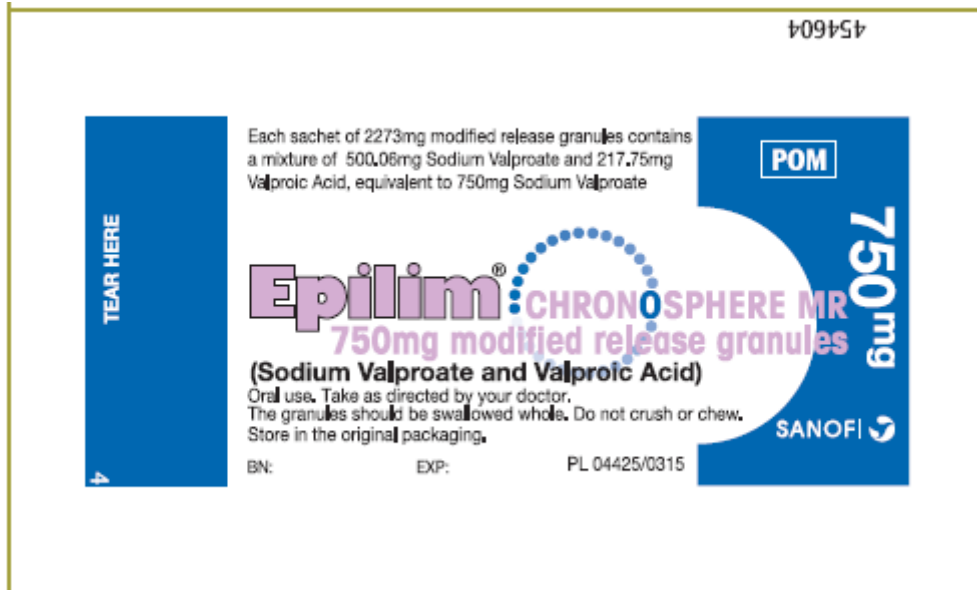 454604
Each sachet of 2273mg modified release granules contains
a mixture of 500.06mg Sodium Valproate and 217.75mg
Valproic Acid, equivalent to 750mg Sodium Valproate
POM
TEAR HERE
750mg
Epilim®
CHRONOSPHERE MR
750mg modified release granules
(Sodium Valproate and Valproic Acid)
Oral use. Take as directed by your doctor.
The granules should be swallowed whole. Do not crush or chew.
Store in the original packaging.
SANOFI
BN: EXP: PL 04425/0315
4